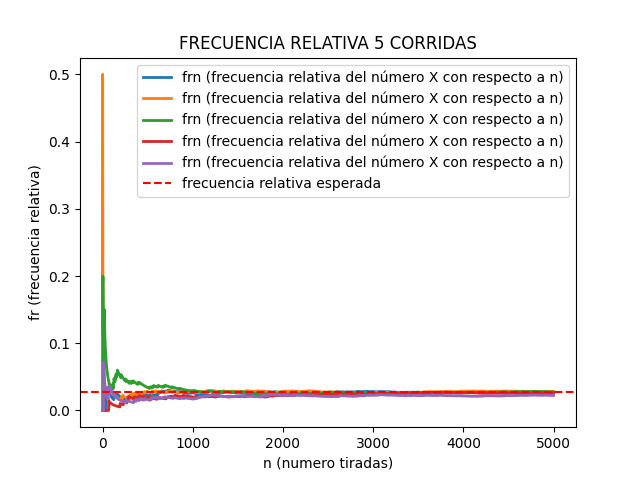 FRECUENCIA RELATIVA 5 CORRIDAS
frn (frecuencia relativa del número X con respecto a n)
frn (frecuencia relativa del número X con respecto a n)
frn (frecuencia relativa del número X con respecto a n)
frn (frecuencia relativa del número X con respecto a n)
frn (frecuencia relativa del número X con respecto a n)
frecuencia relativa esperada
fr (frecuencia relativa)
0.5
0.4
0.3
0.2
0.1
0.0
0 1000 2000 3000 4000 5000
n (numero tiradas)